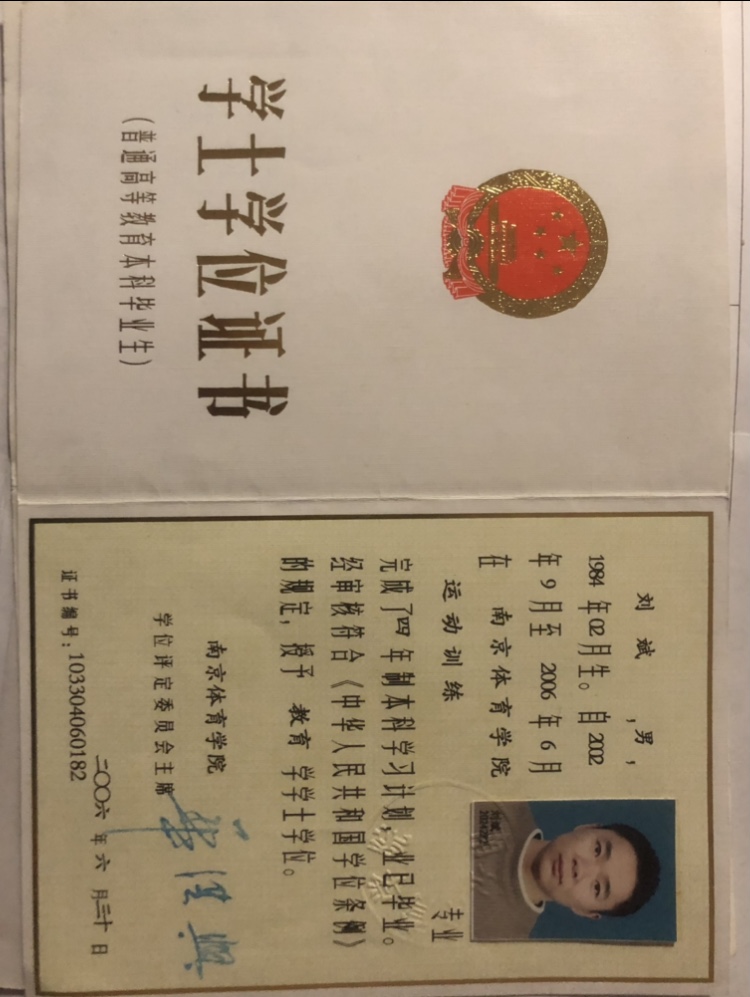 学士学位证书
(普通高等教育本科毕业生)
刘斌，男，
1984年02月生。自2002
年9月至2006年6月
在南京体育学院
运动训练专业
完成了四年制本科学习计划，业已毕业。
经审核符合《中华人民共和国学位条例》
的规定，授予教育学学士学位。
南京体育学院
学位评定委员会主席
证书编号：103304060182
二〇〇六年六月三十日